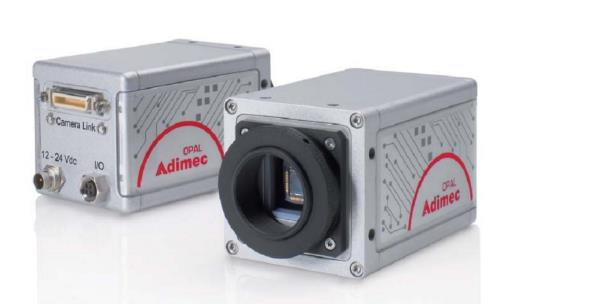 Camera Link
12 - 24 Vdc
I/O
OPAL
Adimec
OPAL
Adimec